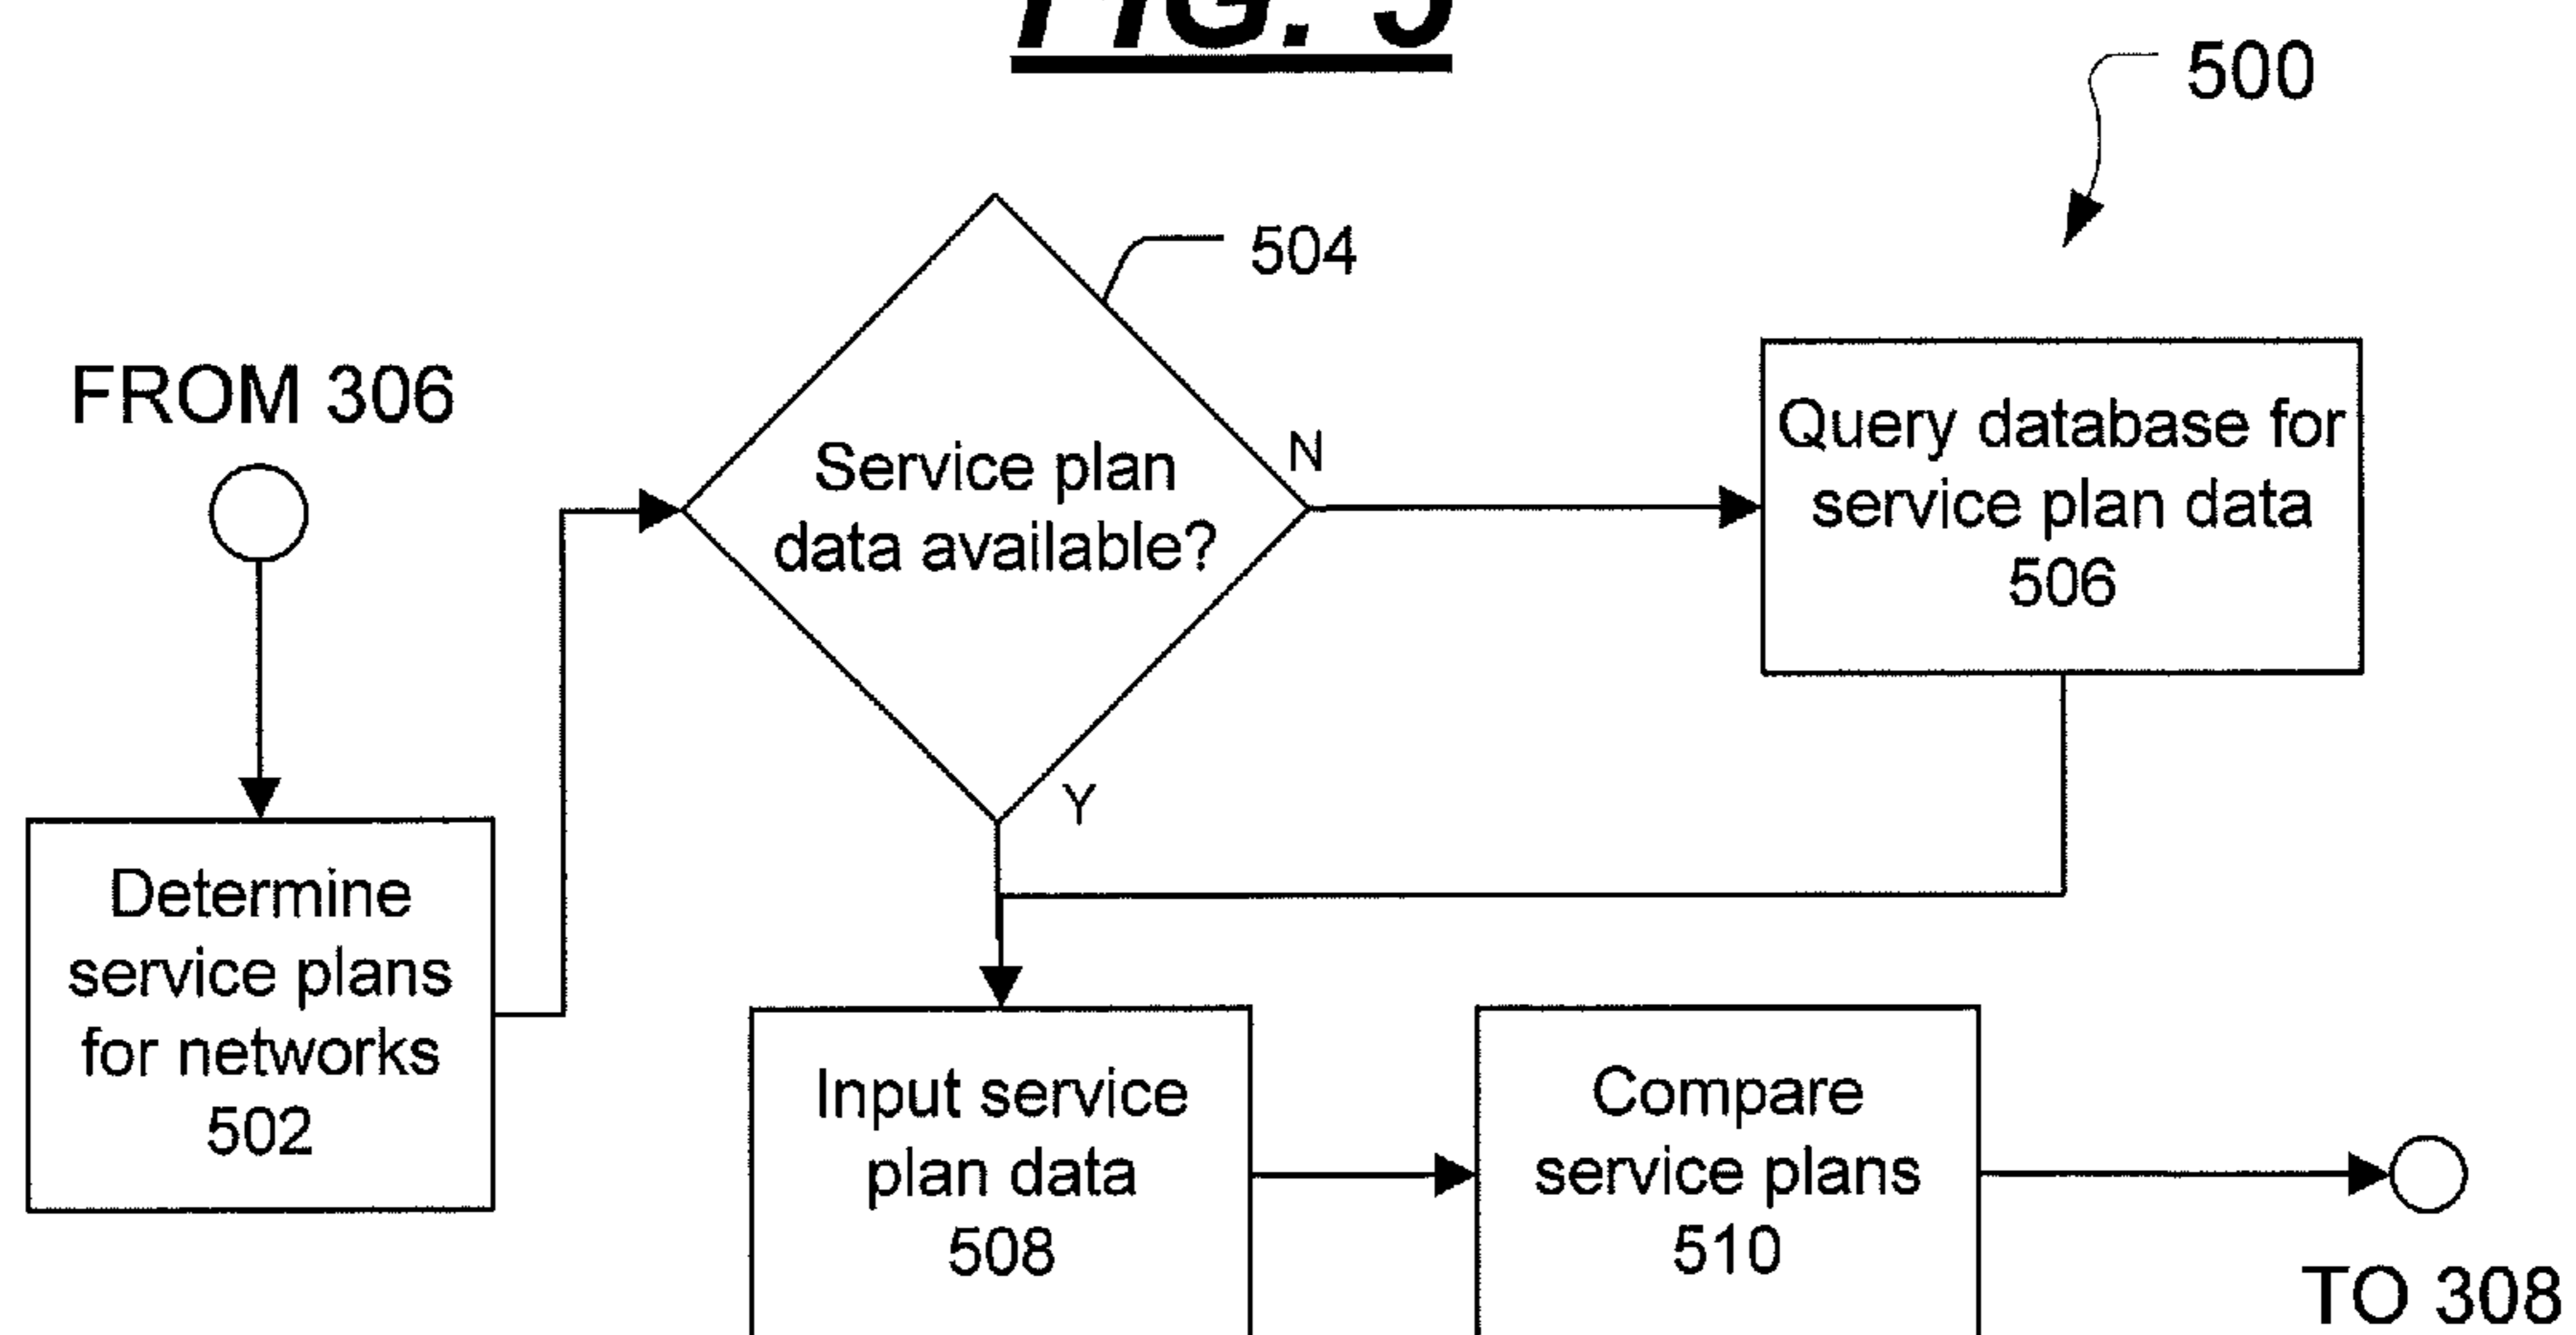 FIG. 5
500
504
FROM 306
Service plan
data available?
N
Y
Query database for
service plan data
506
Determine
service plans
for networks
502
Input service
plan data
508
Compare
service plans
510
TO 308